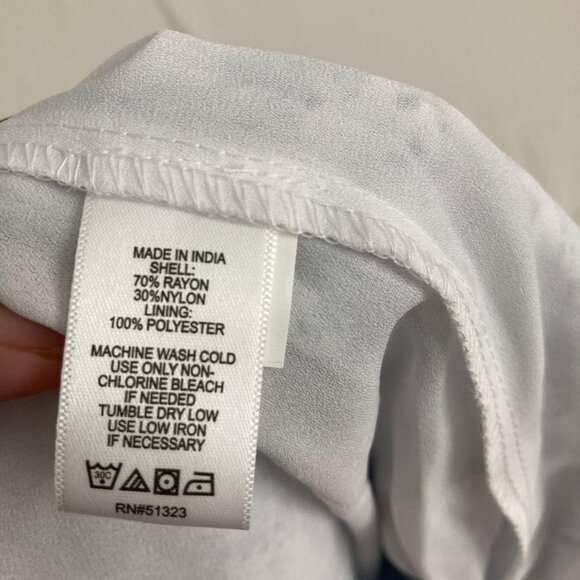 MADE IN INDIA
SHELL:
70% RAYON
30%NYLON
LINING:
100% POLYESTER
MACHINE WASH COLD
USE ONLY NON-
CHLORINE BLEACH
IF NEEDED
TUMBLE DRY LOW
USE LOW IRON
IF NECESSARY
30C
RN#51323